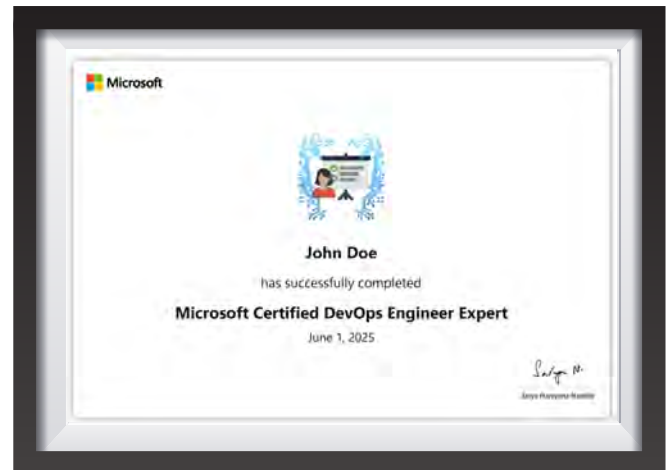 Microsoft
John Doe
has successfully completed
Microsoft Certified DevOps Engineer Expert
June 1, 2025